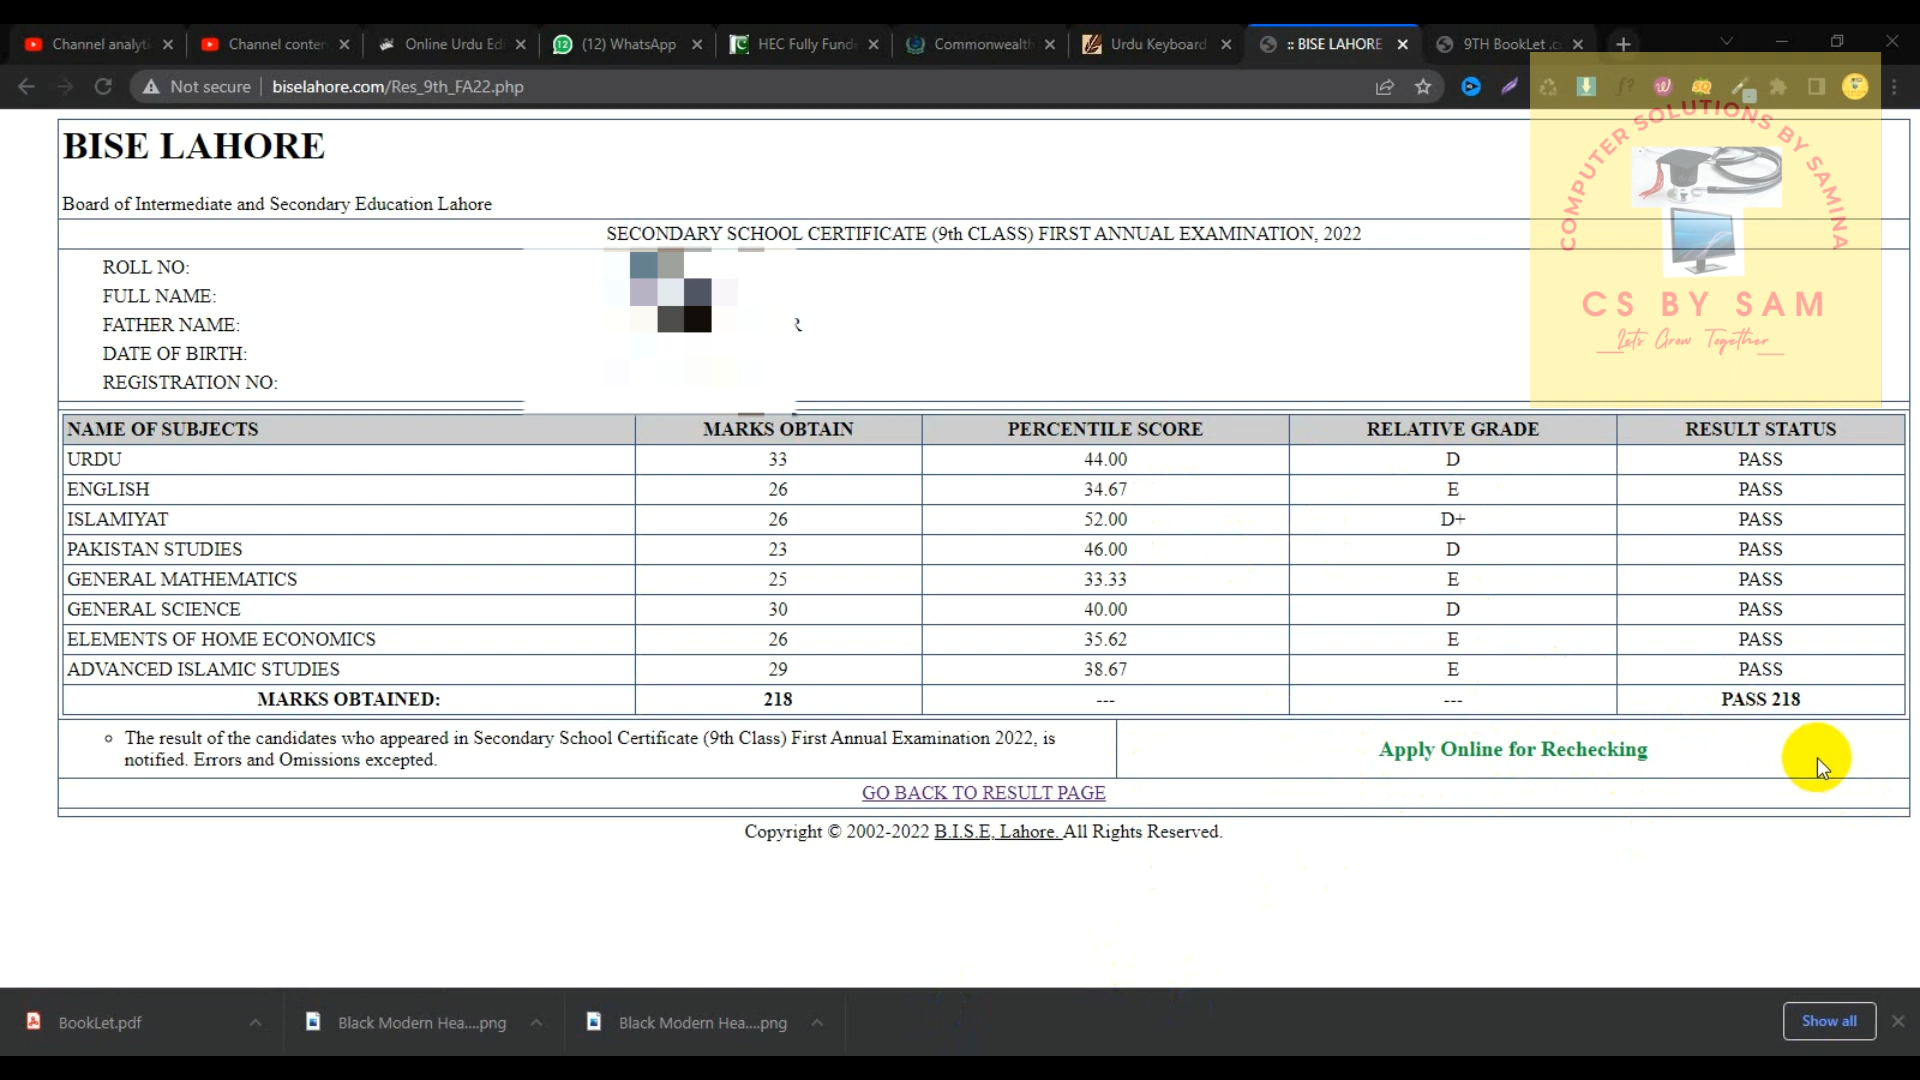 Channel analyti
Channel conten
Online Urdu Edi
(12) WhatsApp
HEC Fully Fund
Commonwealth
Urdu Keyboard
:: BISE LAHORE
9TH BookLet .c
Not secure
biselahore.com/Res_9th_FA22.php
BISE LAHORE
Board of Intermediate and Secondary Education Lahore
SECONDARY SCHOOL CERTIFICATE (9th CLASS) FIRST ANNUAL EXAMINATION, 2022
ROLL NO:
FULL NAME:
FATHER NAME:
DATE OF BIRTH:
REGISTRATION NO:
COMPUTER SOLUTIONS BY SAMINA
CS BY SAM
Lets Grow Together
NAME OF SUBJECTS MARKS OBTAIN PERCENTILE SCORE RELATIVE GRADE RESULT STATUS
URDU 33 44.00 D PASS
ENGLISH 26 34.67 E PASS
ISLAMIYAT 26 52.00 D+ PASS
PAKISTAN STUDIES 23 46.00 D PASS
GENERAL MATHEMATICS 25 33.33 E PASS
GENERAL SCIENCE 30 40.00 D PASS
ELEMENTS OF HOME ECONOMICS 26 35.62 E PASS
ADVANCED ISLAMIC STUDIES 29 38.67 E PASS
MARKS OBTAINED: 218 --- --- PASS 218
The result of the candidates who appeared in Secondary School Certificate (9th Class) First Annual Examination 2022, is
notified. Errors and Omissions excepted.
Apply Online for Rechecking
GO BACK TO RESULT PAGE
Copyright © 2002-2022 B.I.S.E, Lahore. All Rights Reserved.
BookLet.pdf
Black Modern Hea....png
Black Modern Hea....png
Show all